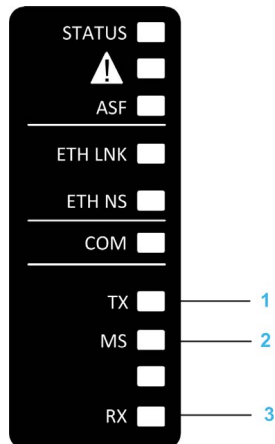 STATUS
ASF
ETH LNK
ETH NS
COM
TX 1
MS 2
RX 3